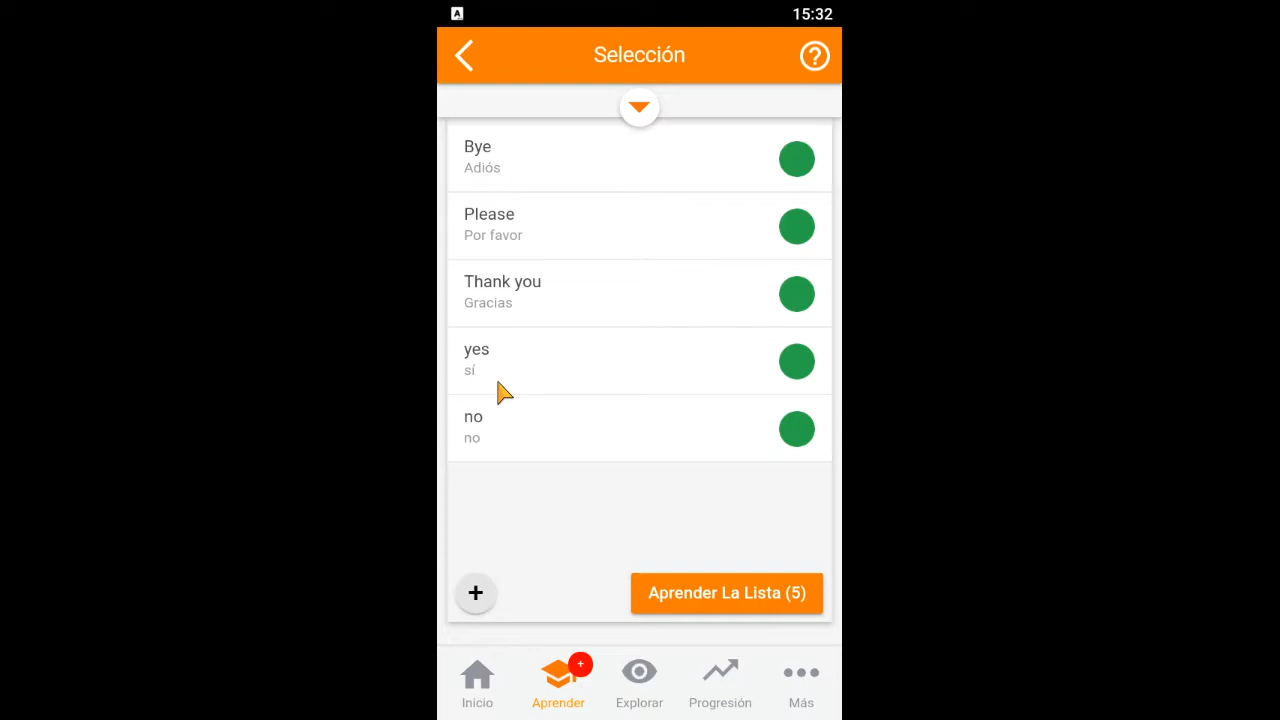 A
15:32
Selección
Bye
Adiós
Please
Por favor
Thank you
Gracias
yes
sí
no
no
+
Aprender La Lista (5)
+
Inicio
Aprender
Explorar
Progresión
Más